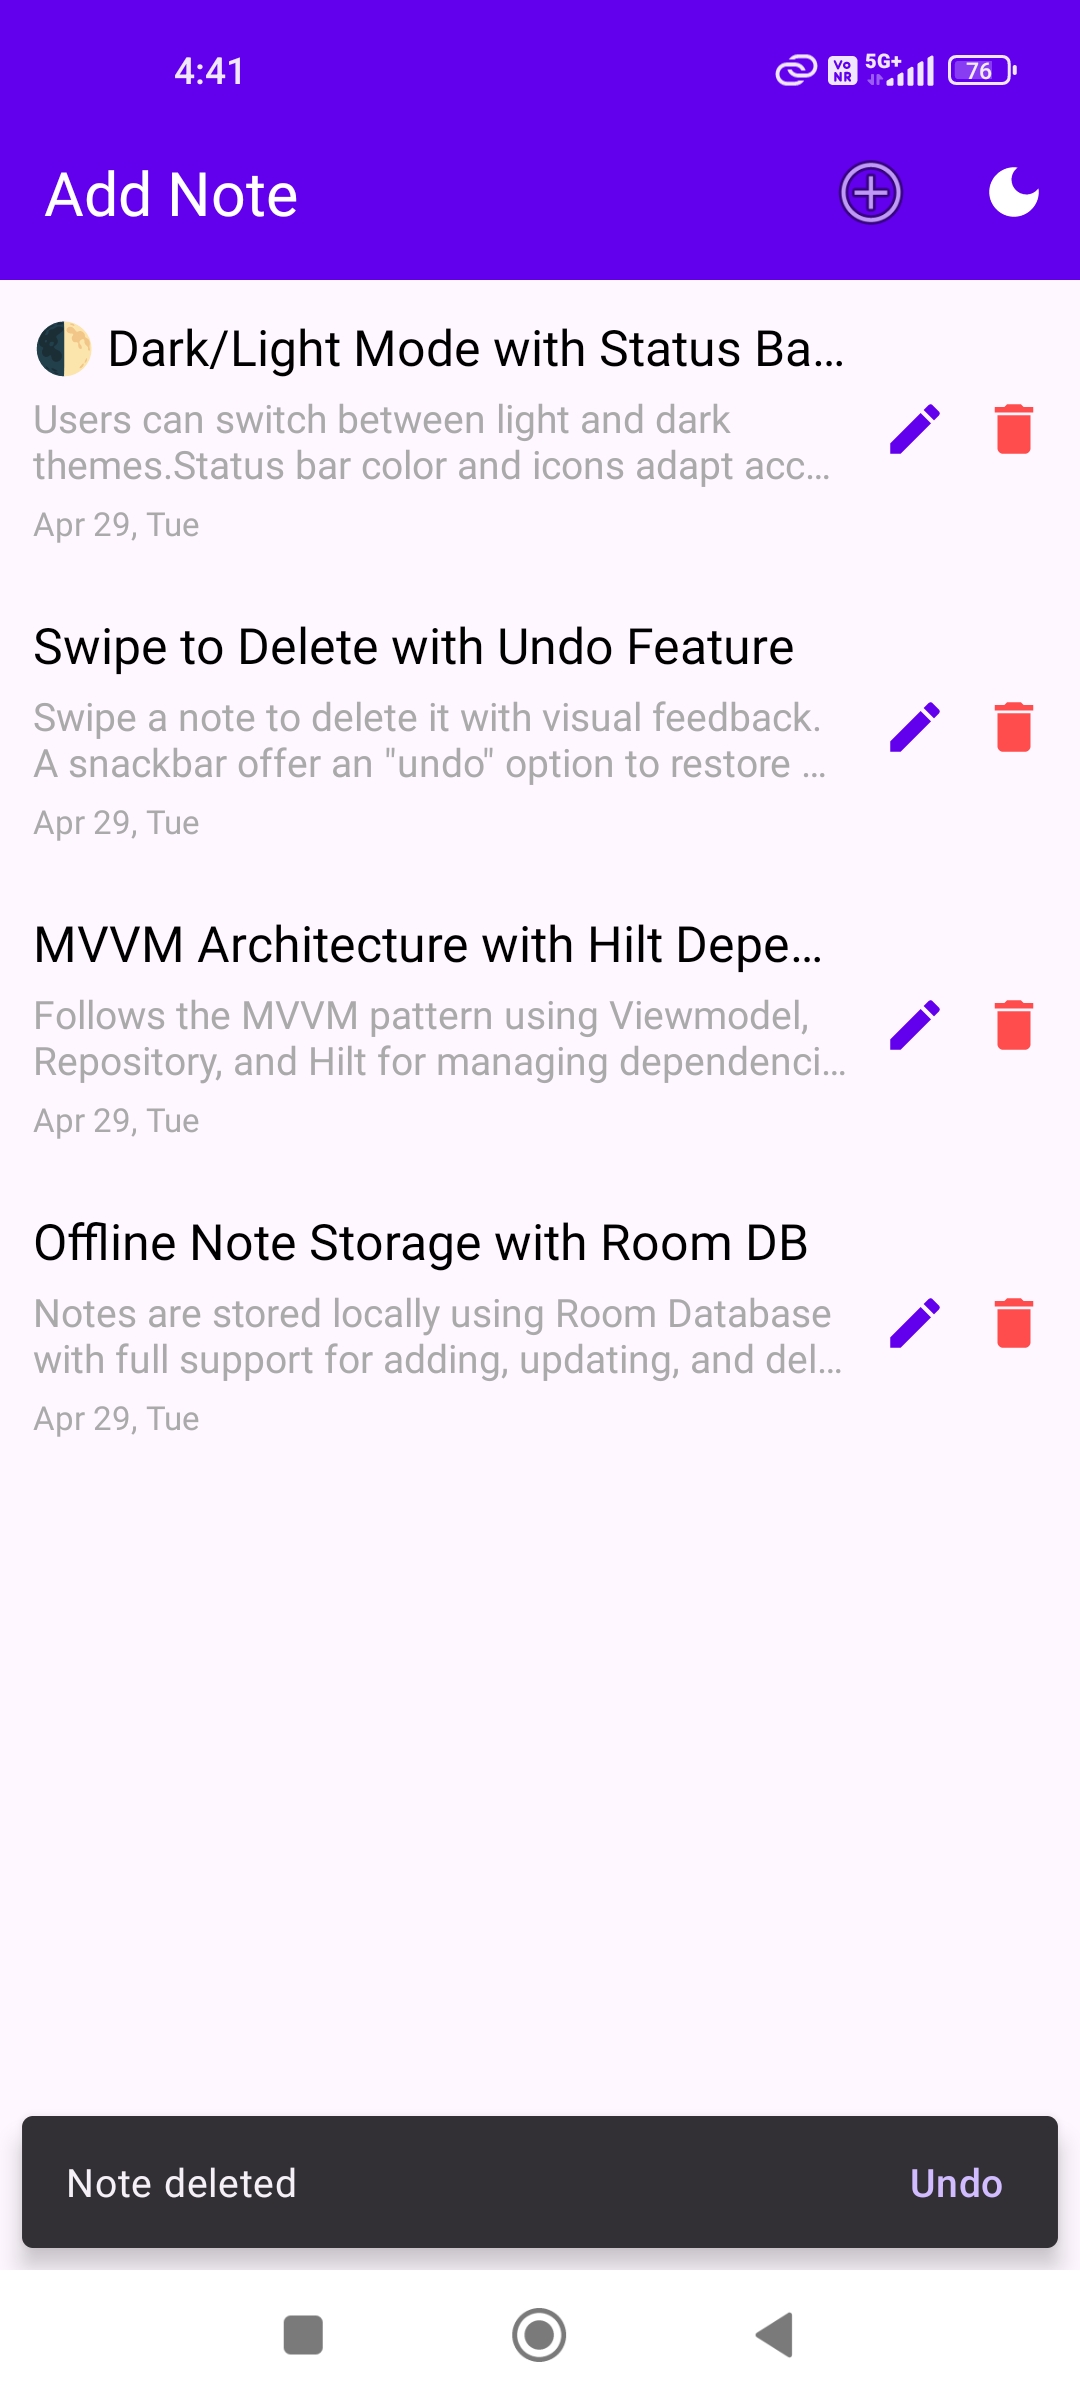 4:41
Vo NR 5G+ 76
Add Note
🌗 Dark/Light Mode with Status Ba...
Users can switch between light and dark
themes.Status bar color and icons adapt acc...
Apr 29, Tue
Swipe to Delete with Undo Feature
Swipe a note to delete it with visual feedback.
A snackbar offer an "undo" option to restore ...
Apr 29, Tue
MVVM Architecture with Hilt Depe...
Follows the MVVM pattern using Viewmodel,
Repository, and Hilt for managing dependenci...
Apr 29, Tue
Offline Note Storage with Room DB
Notes are stored locally using Room Database
with full support for adding, updating, and del...
Apr 29, Tue
Note deleted Undo